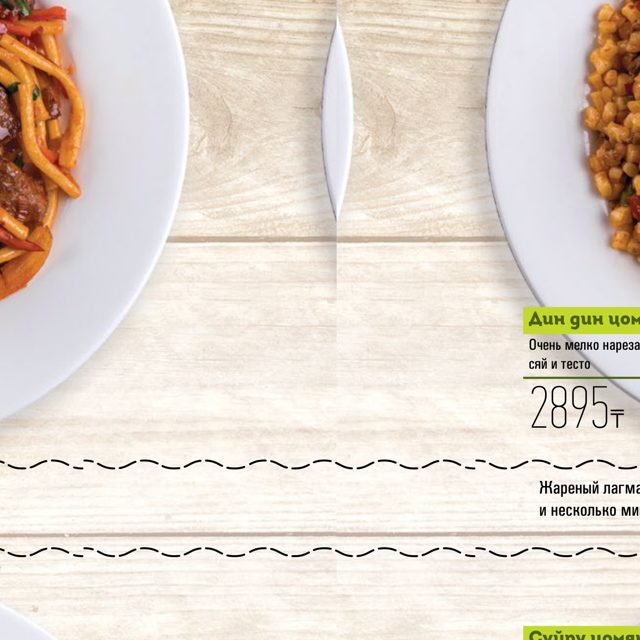 Дин дин цом
Очень мелко нареза
сяй и тесто
2895₸
Жареный лагма
и несколько ми
Суйру цомя